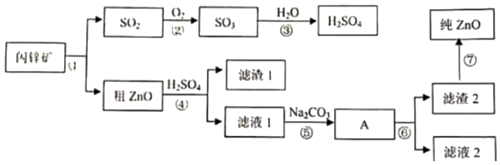 SO₂ O₂ ② SO₃ H₂O ③ H₂SO₄ 纯 ZnO
闪锌矿 ① ⑦
粗 ZnO H₂SO₄ ④ 滤渣 1 滤渣 2
滤液 1 Na₂CO₃ ⑤ A ⑥
滤液 2